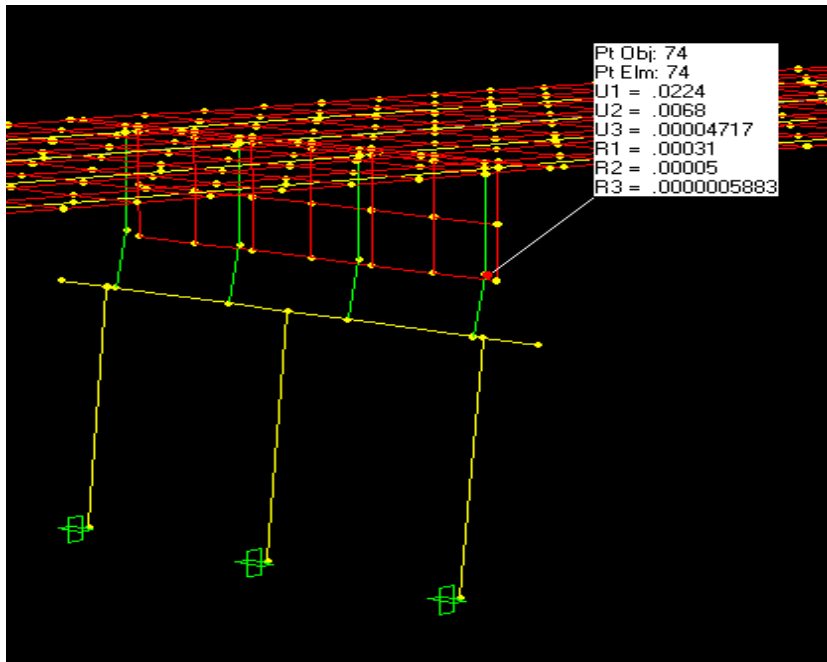 Pt Obj: 74
Pt Elm: 74
U1 = .0224
U2 = .0068
U3 = .00004717
R1 = .00031
R2 = .00005
R3 = .0000005883